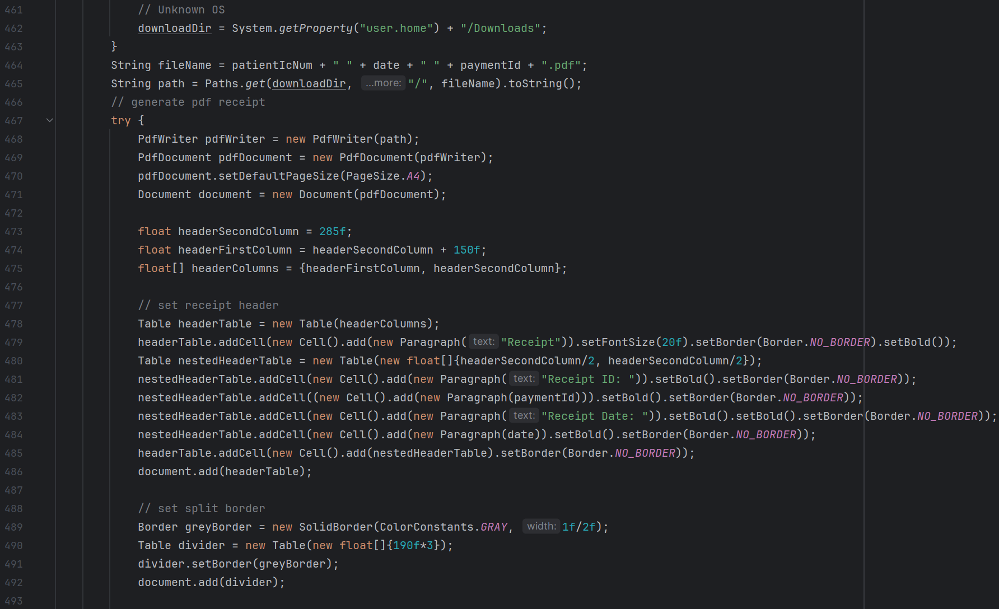 461 // Unknown OS
462 downloadDir = System.getProperty("user.home") + "/Downloads";
463 }
464 String fileName = patientIcNum + " " + date + " " + paymentId + ".pdf";
465 String path = Paths.get(downloadDir, ...more: "/", fileName).toString();
466 // generate pdf receipt
467 try {
468 PdfWriter pdfWriter = new PdfWriter(path);
469 PdfDocument pdfDocument = new PdfDocument(pdfWriter);
470 pdfDocument.setDefaultPageSize(PageSize.A4);
471 Document document = new Document(pdfDocument);
472
473 float headerSecondColumn = 285f;
474 float headerFirstColumn = headerSecondColumn + 150f;
475 float[] headerColumns = {headerFirstColumn, headerSecondColumn};
476
477 // set receipt header
478 Table headerTable = new Table(headerColumns);
479 headerTable.addCell(new Cell().add(new Paragraph( text: "Receipt")).setFontSize(20f).setBorder(Border.NO_BORDER).setBold());
480 Table nestedHeaderTable = new Table(new float[]{headerSecondColumn/2, headerSecondColumn/2});
481 nestedHeaderTable.addCell(new Cell().add(new Paragraph( text: "Receipt ID: ")).setBold().setBorder(Border.NO_BORDER));
482 nestedHeaderTable.addCell((new Cell().add(new Paragraph(paymentId))).setBold().setBorder(Border.NO_BORDER));
483 nestedHeaderTable.addCell(new Cell().add(new Paragraph( text: "Receipt Date: ")).setBold().setBold().setBorder(Border.NO_BORDER));
484 nestedHeaderTable.addCell(new Cell().add(new Paragraph(date)).setBold().setBorder(Border.NO_BORDER));
485 headerTable.addCell(new Cell().add(nestedHeaderTable).setBorder(Border.NO_BORDER));
486 document.add(headerTable);
487
488 // set split border
489 Border greyBorder = new SolidBorder(ColorConstants.GRAY, width: 1f/2f);
490 Table divider = new Table(new float[]{190f*3});
491 divider.setBorder(greyBorder);
492 document.add(divider);
493